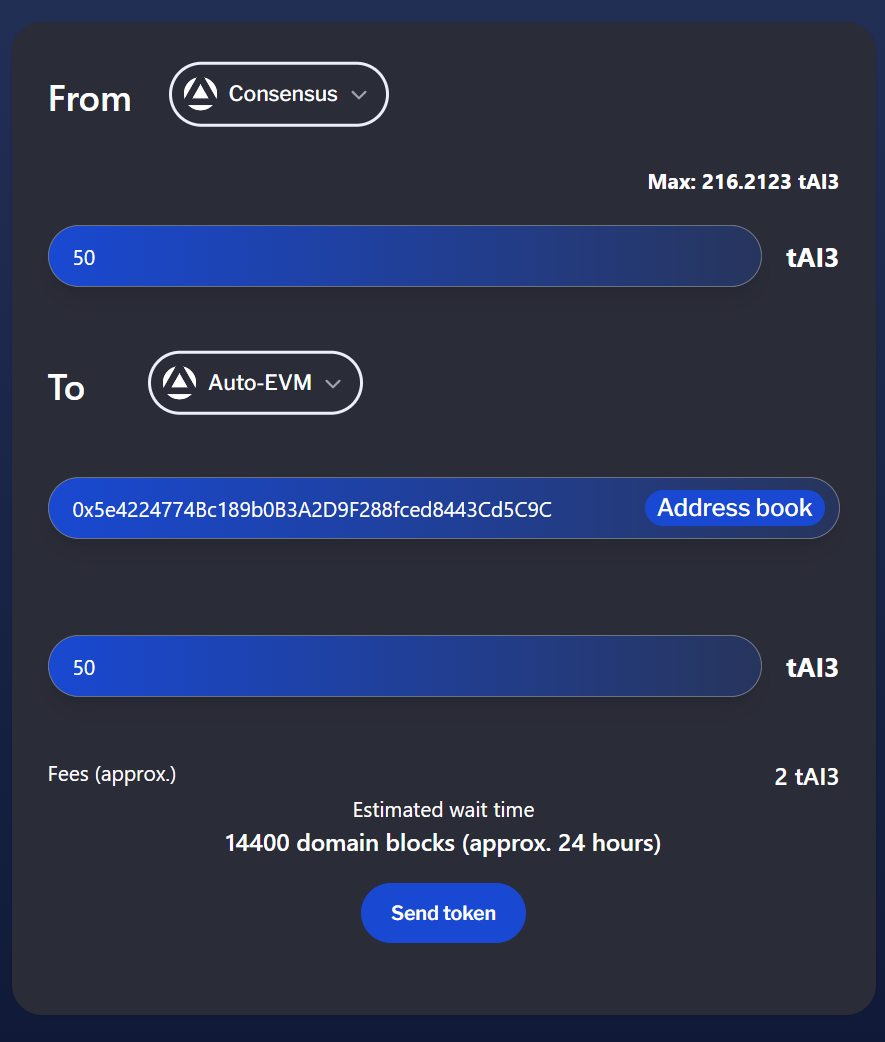 From
Consensus
Max: 216.2123 tAI3
50
tAI3
To
Auto-EVM
0x5e4224774Bc189b0B3A2D9F288fced8443Cd5C9C
Address book
50
tAI3
Fees (approx.)
2 tAI3
Estimated wait time
14400 domain blocks (approx. 24 hours)
Send token